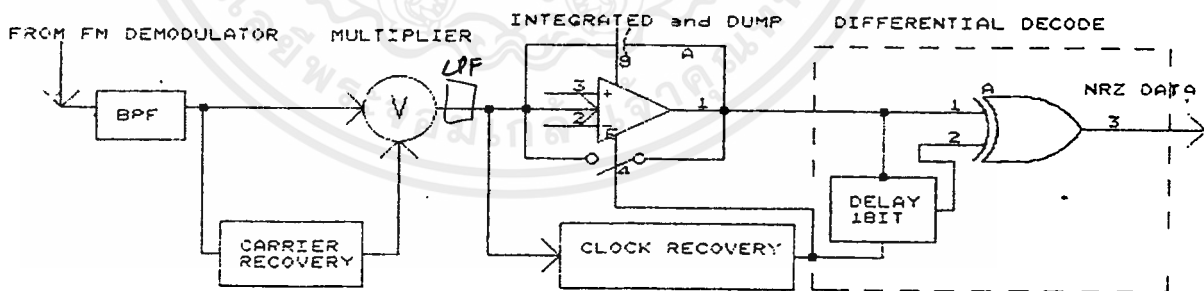 INTEGRATED and DUMP
DIFFERENTIAL DECODE
FROM FM DEMODULATOR
MULTIPLIER
LPF
8
A
A
NRZ DATA
3
+
2
-
1
1
2
3
BPF
V
4
DELAY
1BIT
CARRIER
RECOVERY
CLOCK RECOVERY